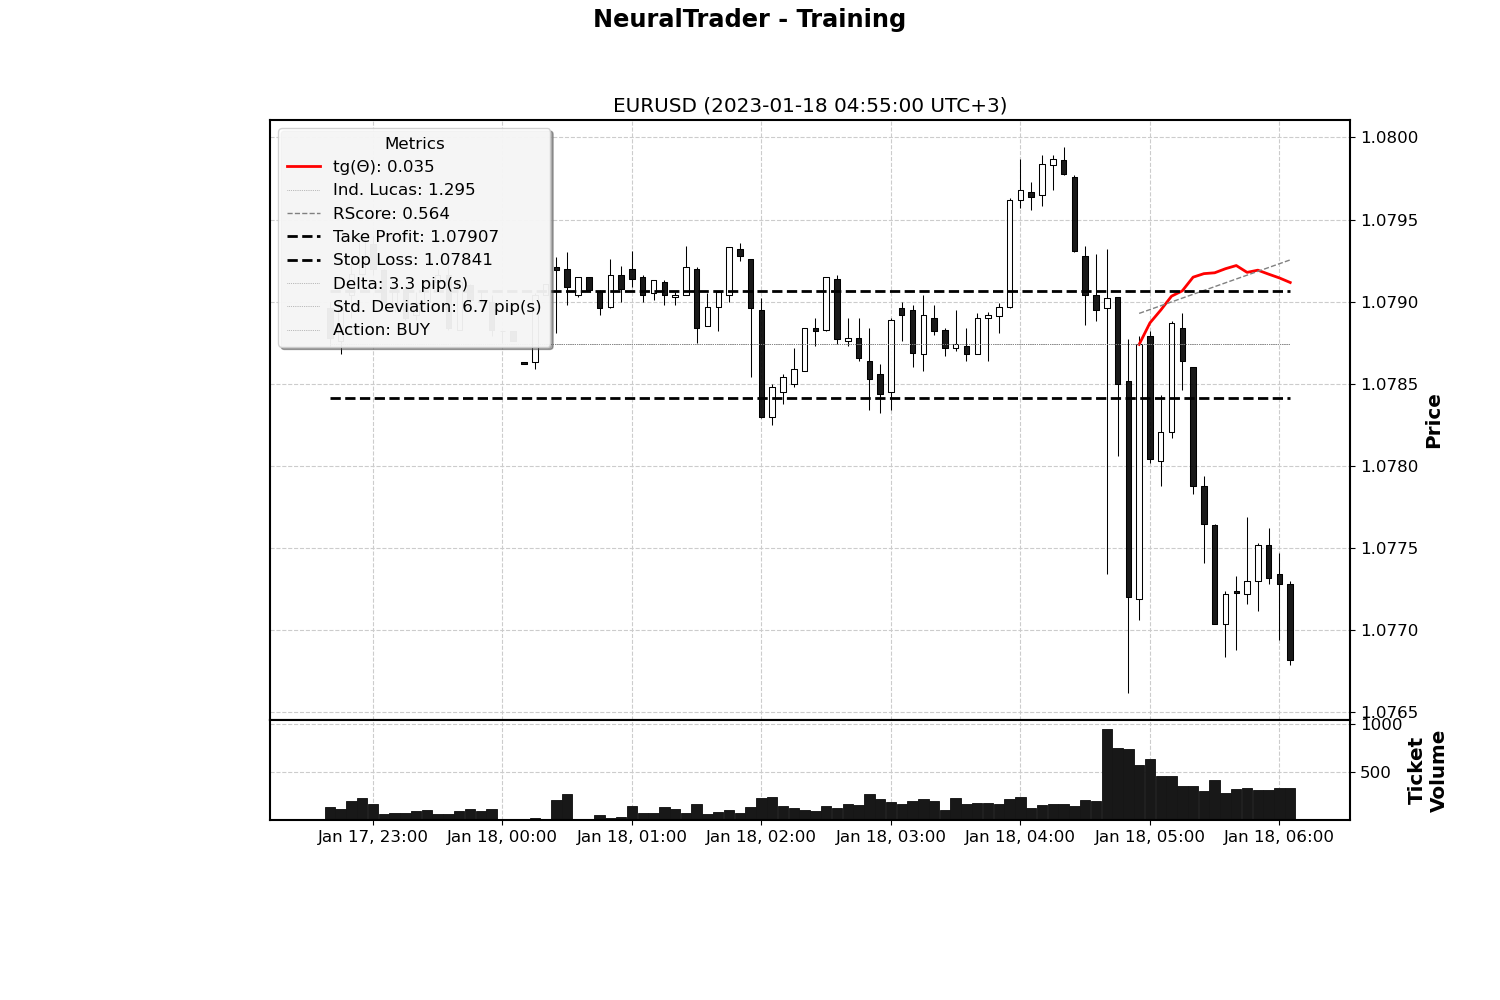 NeuralTrader - Training
EURUSD (2023-01-18 04:55:00 UTC+3)
Metrics
tg(Θ): 0.035
Ind. Lucas: 1.295
RScore: 0.564
Take Profit: 1.07907
Stop Loss: 1.07841
Delta: 3.3 pip(s)
Std. Deviation: 6.7 pip(s)
Action: BUY
1.0800
1.0795
1.0790
1.0785
1.0780
1.0775
1.0770
1.0765
Price
1000
500
Ticket
Volume
Jan 17, 23:00
Jan 18, 00:00
Jan 18, 01:00
Jan 18, 02:00
Jan 18, 03:00
Jan 18, 04:00
Jan 18, 05:00
Jan 18, 06:00